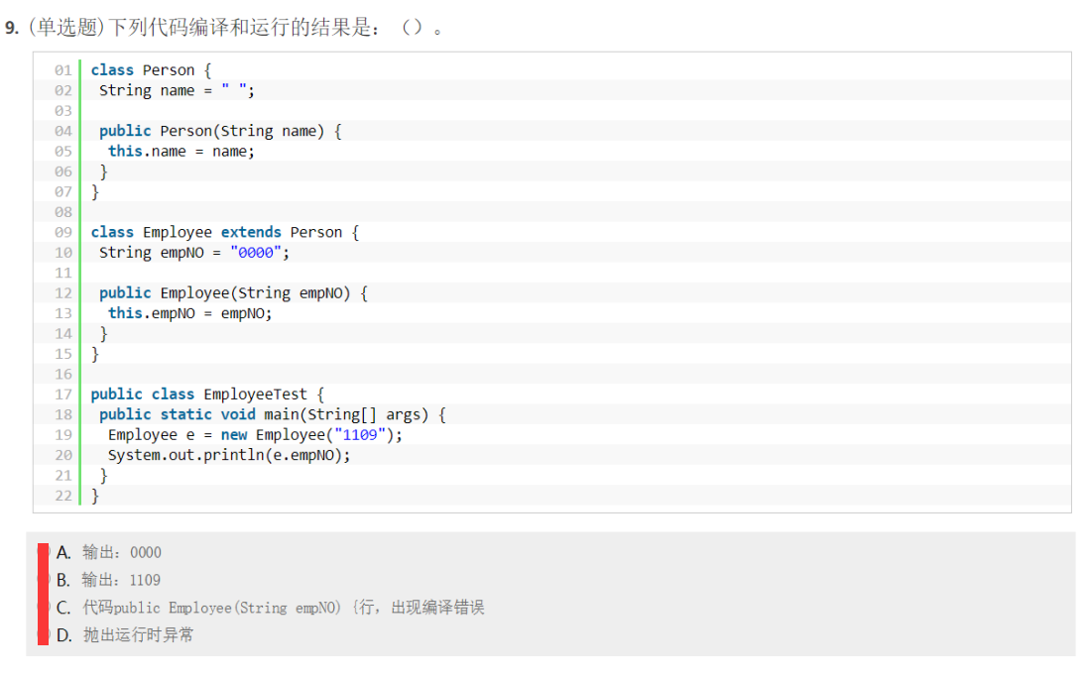 9. (单选题)下列代码编译和运行的结果是：（）。
01 class Person {
02 String name = " ";
03
04 public Person(String name) {
05 this.name = name;
06 }
07 }
08
09 class Employee extends Person {
10 String empNO = "0000";
11
12 public Employee(String empNO) {
13 this.empNO = empNO;
14 }
15 }
16
17 public class EmployeeTest {
18 public static void main(String[] args) {
19 Employee e = new Employee("1109");
20 System.out.println(e.empNO);
21 }
22 }
A. 输出：0000
B. 输出：1109
C. 代码public Employee(String empNO) {行，出现编译错误
D. 抛出运行时异常